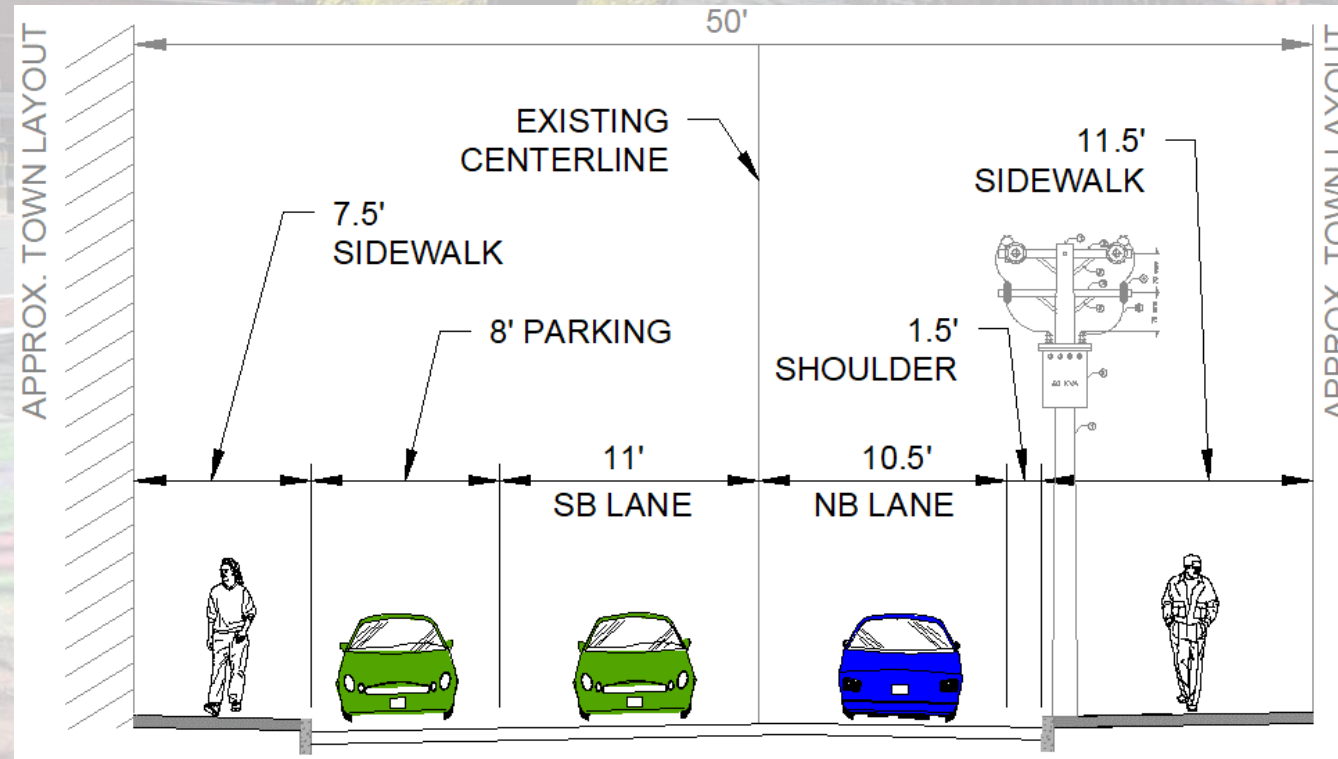 50'
APPROX. TOWN LAYOUT
APPROX. TOWN LAYOUT
EXISTING
CENTERLINE
11.5'
SIDEWALK
7.5'
SIDEWALK
8' PARKING
1.5'
SHOULDER
11'
SB LANE
10.5'
NB LANE